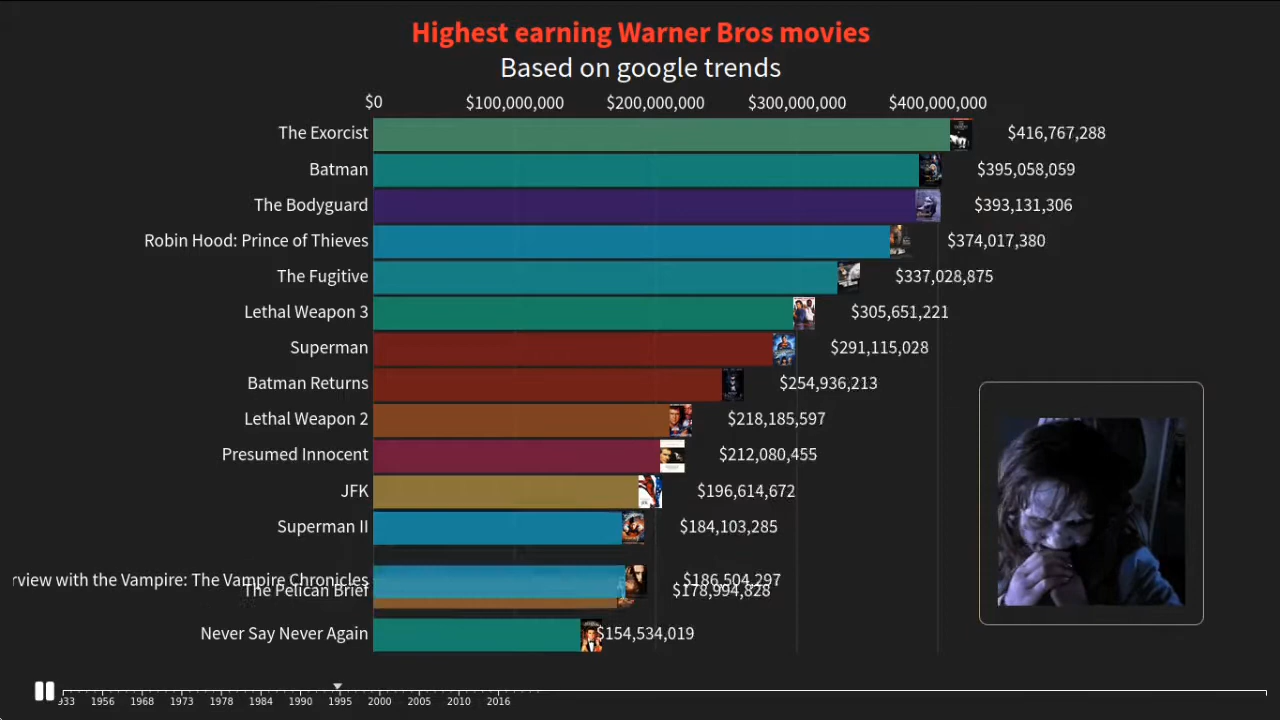 Highest earning Warner Bros movies
Based on google trends
$0 $100,000,000 $200,000,000 $300,000,000 $400,000,000
The Exorcist $416,767,288
Batman $395,058,059
The Bodyguard $393,131,306
Robin Hood: Prince of Thieves $374,017,380
The Fugitive $337,028,875
Lethal Weapon 3 $305,651,221
Superman $291,115,028
Batman Returns $254,936,213
Lethal Weapon 2 $218,185,597
Presumed Innocent $212,080,455
JFK $196,614,672
Superman II $184,103,285
rview with the Vampire: The Vampire Chronicles $186,504,297
The Pelican Brief $178,994,828
Never Say Never Again $154,534,019
933 1956 1968 1973 1978 1984 1990 1995 2000 2005 2010 2016